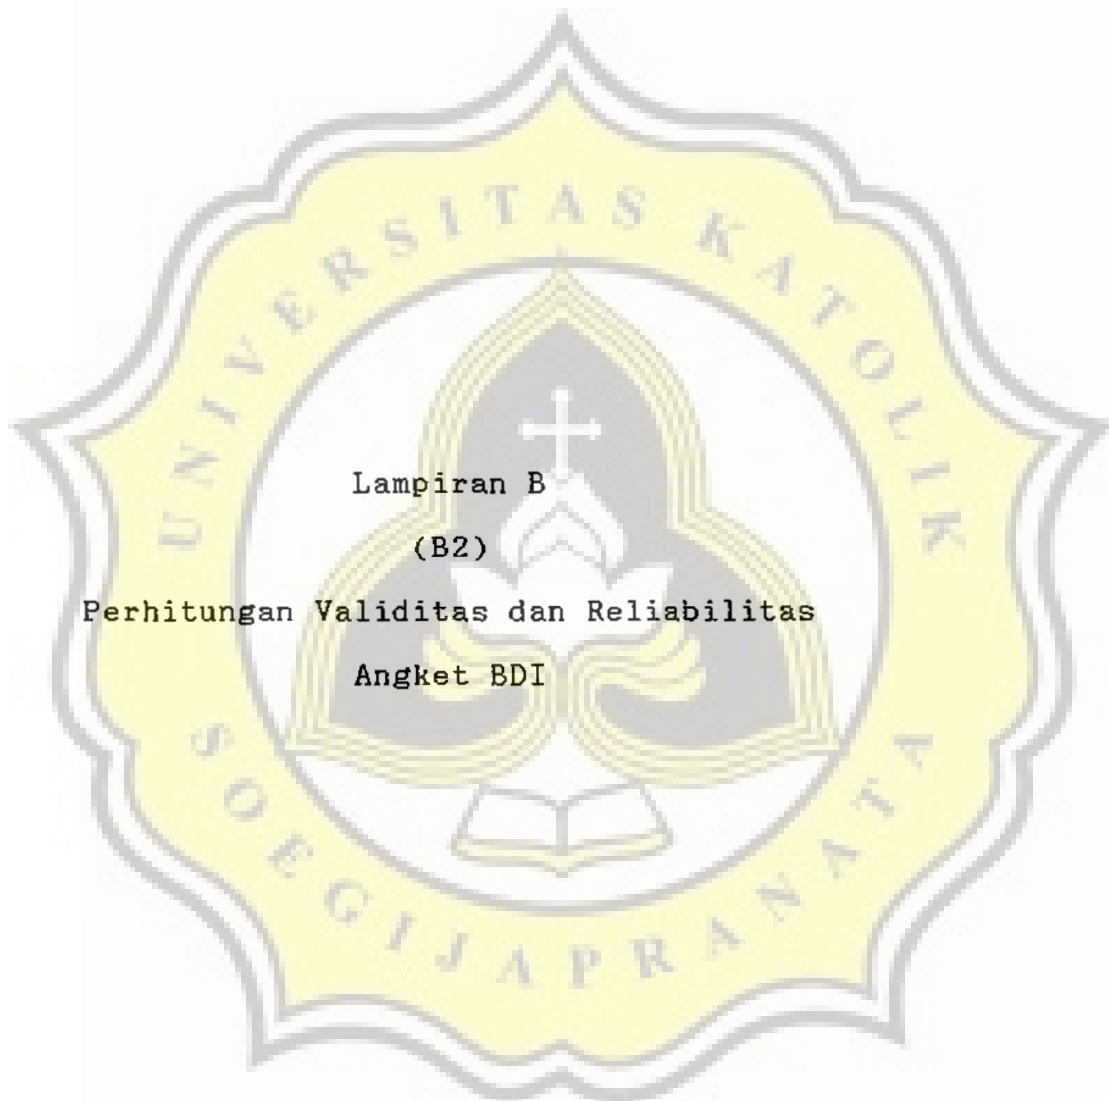 UNIVERSITAS KATOLIK
Lampiran B
(B2)
Perhitungan Validitas dan Reliabilitas
Angket BDI
SOEGIJAPRANATA